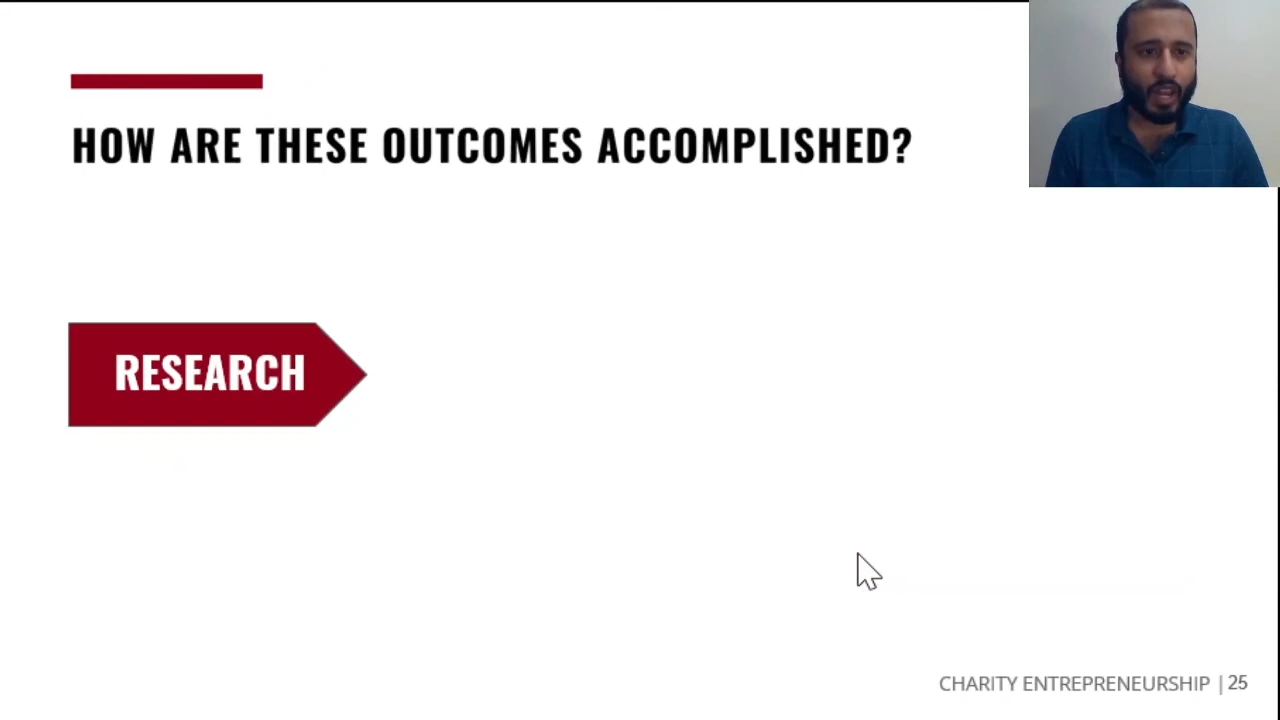 HOW ARE THESE OUTCOMES ACCOMPLISHED?
RESEARCH
CHARITY ENTREPRENEURSHIP | 25